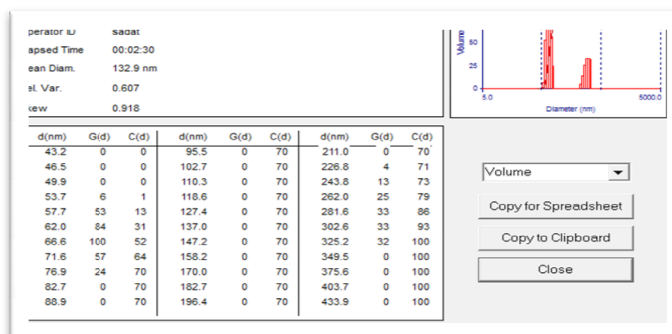 perator ID sadat
apsed Time 00:02:30
ean Diam. 132.9 nm
el. Var. 0.607
kew 0.918
Volume
50
25
0
5.0 5000.0
Diameter (nm)
d(nm) G(d) C(d) d(nm) G(d) C(d) d(nm) G(d) C(d)
43.2 0 0 95.5 0 70 211.0 0 70
46.5 0 0 102.7 0 70 226.8 4 71
49.9 0 0 110.3 0 70 243.8 13 73
53.7 6 1 118.6 0 70 262.0 25 79
57.7 53 13 127.4 0 70 281.6 33 86
62.0 84 31 137.0 0 70 302.6 33 93
66.6 100 52 147.2 0 70 325.2 32 100
71.6 57 64 158.2 0 70 349.5 0 100
76.9 24 70 170.0 0 70 375.6 0 100
82.7 0 70 182.7 0 70 403.7 0 100
88.9 0 70 196.4 0 70 433.9 0 100
Volume
Copy for Spreadsheet
Copy to Clipboard
Close